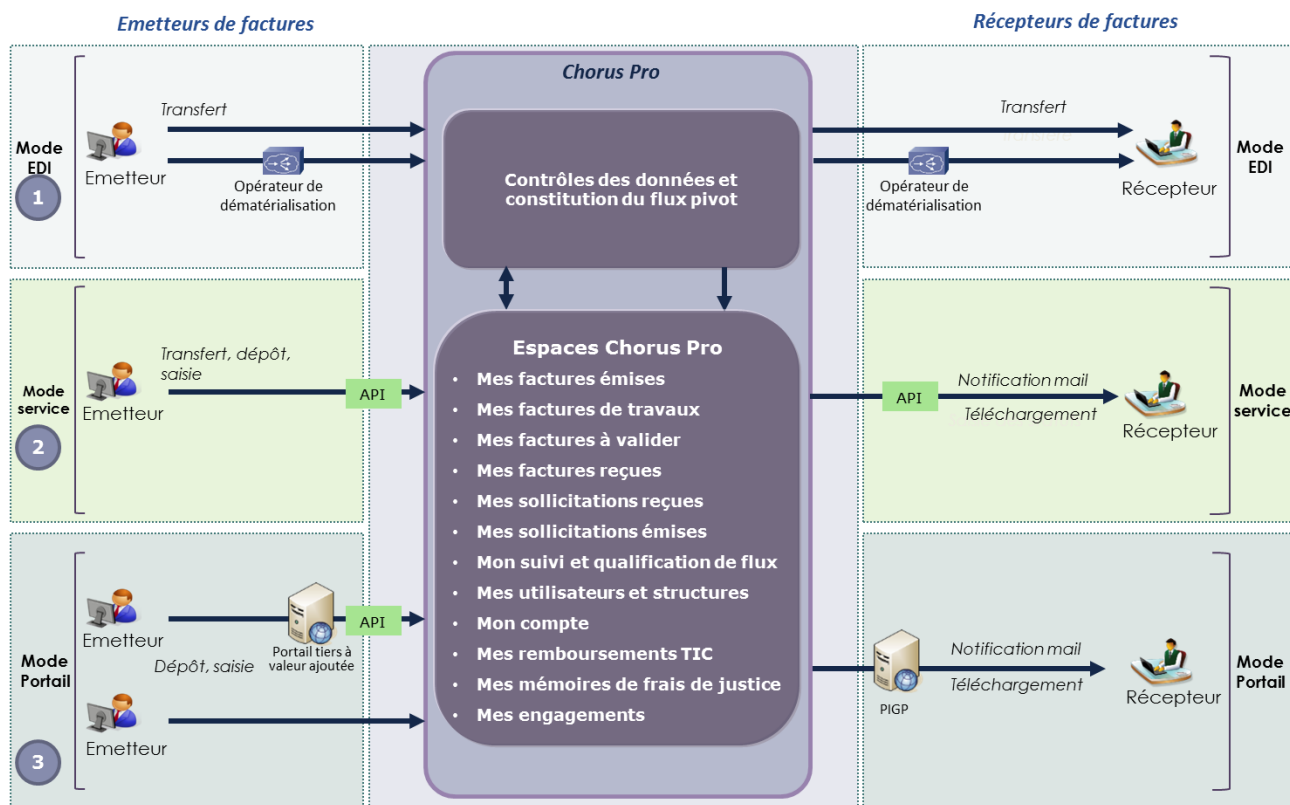 Emetteurs de factures
Récepteurs de factures
Chorus Pro
Mode
EDI
1
Emetteur
Transfert
Opérateur de
dématérialisation
Contrôles des données et
constitution du flux pivot
Transfert
Opérateur de
dématérialisation
Récepteur
Mode
EDI
Mode
service
2
Emetteur
Transfert, dépôt,
saisie
API
Espaces Chorus Pro
• Mes factures émises
• Mes factures de travaux
• Mes factures à valider
• Mes factures reçues
• Mes sollicitations reçues
• Mes sollicitations émises
• Mon suivi et qualification de flux
• Mes utilisateurs et structures
• Mon compte
• Mes remboursements TIC
• Mes mémoires de frais de justice
• Mes engagements
API
Notification mail
Téléchargement
Récepteur
Mode
service
Mode
Portail
3
Emetteur
Portail tiers à
valeur ajoutée
API
Dépôt, saisie
Emetteur
PIGP
Notification mail
Téléchargement
Récepteur
Mode
Portail